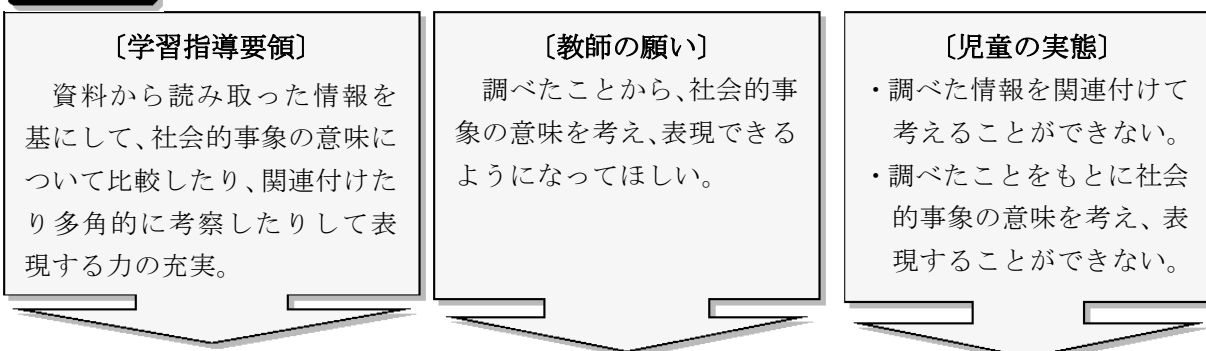 〔学習指導要領〕
資料から読み取った情報を
基にして、社会的事象の意味に
ついて比較したり、関連付けた
り多角的に考察したりして表
現する力の充実。
〔教師の願い〕
調べたことから、社会的事
象の意味を考え、表現できる
ようになってほしい。
〔児童の実態〕
・調べた情報を関連付けて
考えることができない。
・調べたことをもとに社会
的事象の意味を考え、表
現することができない。